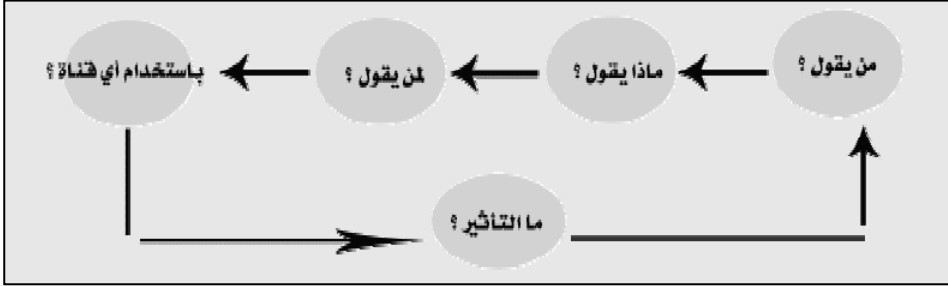 من يقول ؟
ماذا يقول ؟
لمن يقول ؟
باستخدام أي قناة ؟
ما التأثير ؟